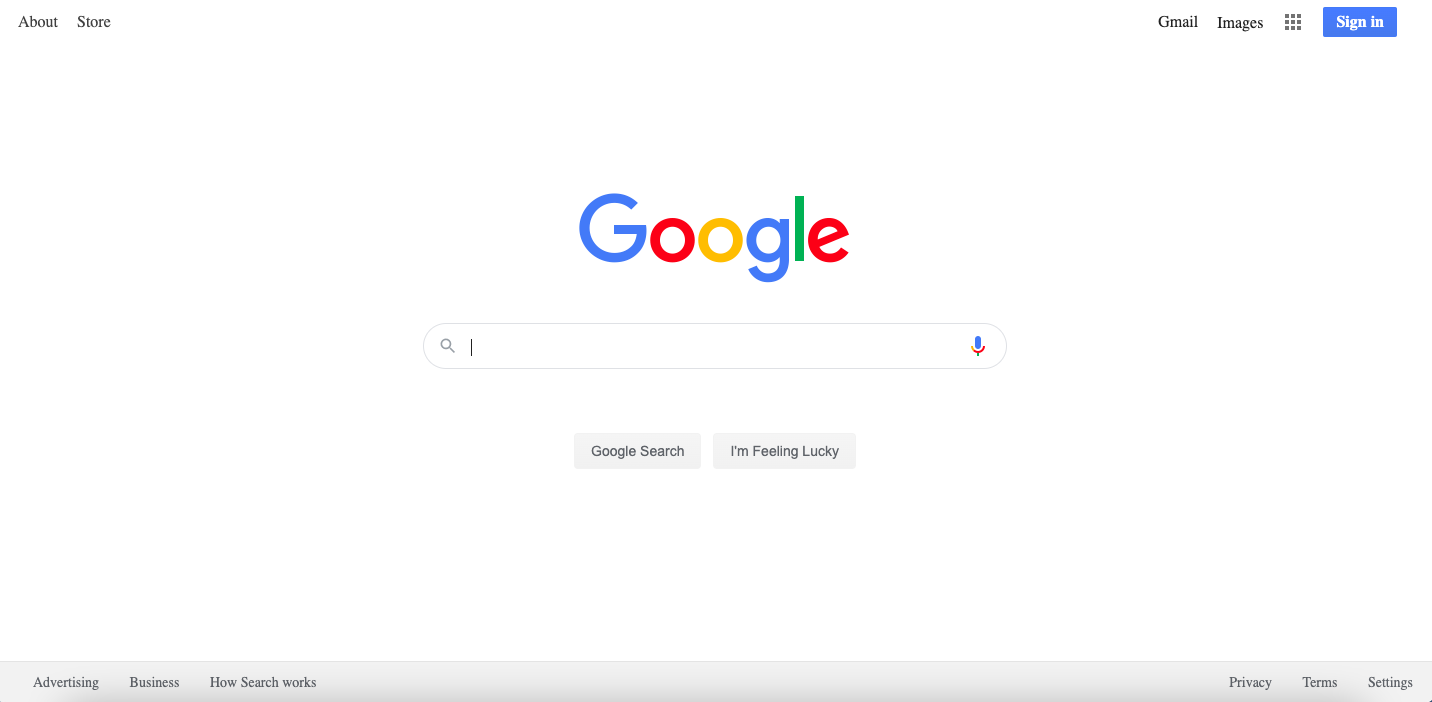 About Store Gmail Images Sign in
Google
Google Search I'm Feeling Lucky
Advertising Business How Search works Privacy Terms Settings